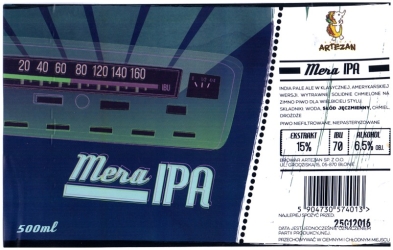 20 40 60 80 100 120 140 160
IBU
Mera IPA
500ml
ARTEZAN
Mera IPA
INDIA PALE ALE W KLASYCZNEJ, AMERYKAŃSKIEJ
WERSJI. WYTRAWNE, SOLIDNIE CHMIELONE NA
ZIMNO PIWO DLA WIELBICIELI STYLU.
SKŁADNIKI: WODA, SŁÓD JĘCZMIENNY, CHMIEL,
DROŻDŻE
PIWO NIEFILTROWANE, NIEPASTERYZOWANE
EKSTRAKT IBU ALKOHOL
15% 70 6,5% OBJ.
BROWAR ARTEZAN SP. Z O.O.
UL. GRODZISKA 15, 05-870 BŁONIE
5 904730 574013 >
NAJLEPIEJ SPOŻYĆ PRZED:
25012016
DATA JEST JEDNOCZEŚNIE OZNACZENIEM
PARTII PRODUKCYJNEJ
PRZECHOWYWAĆ W CIEMNYM I CHŁODNYM MIEJSCU